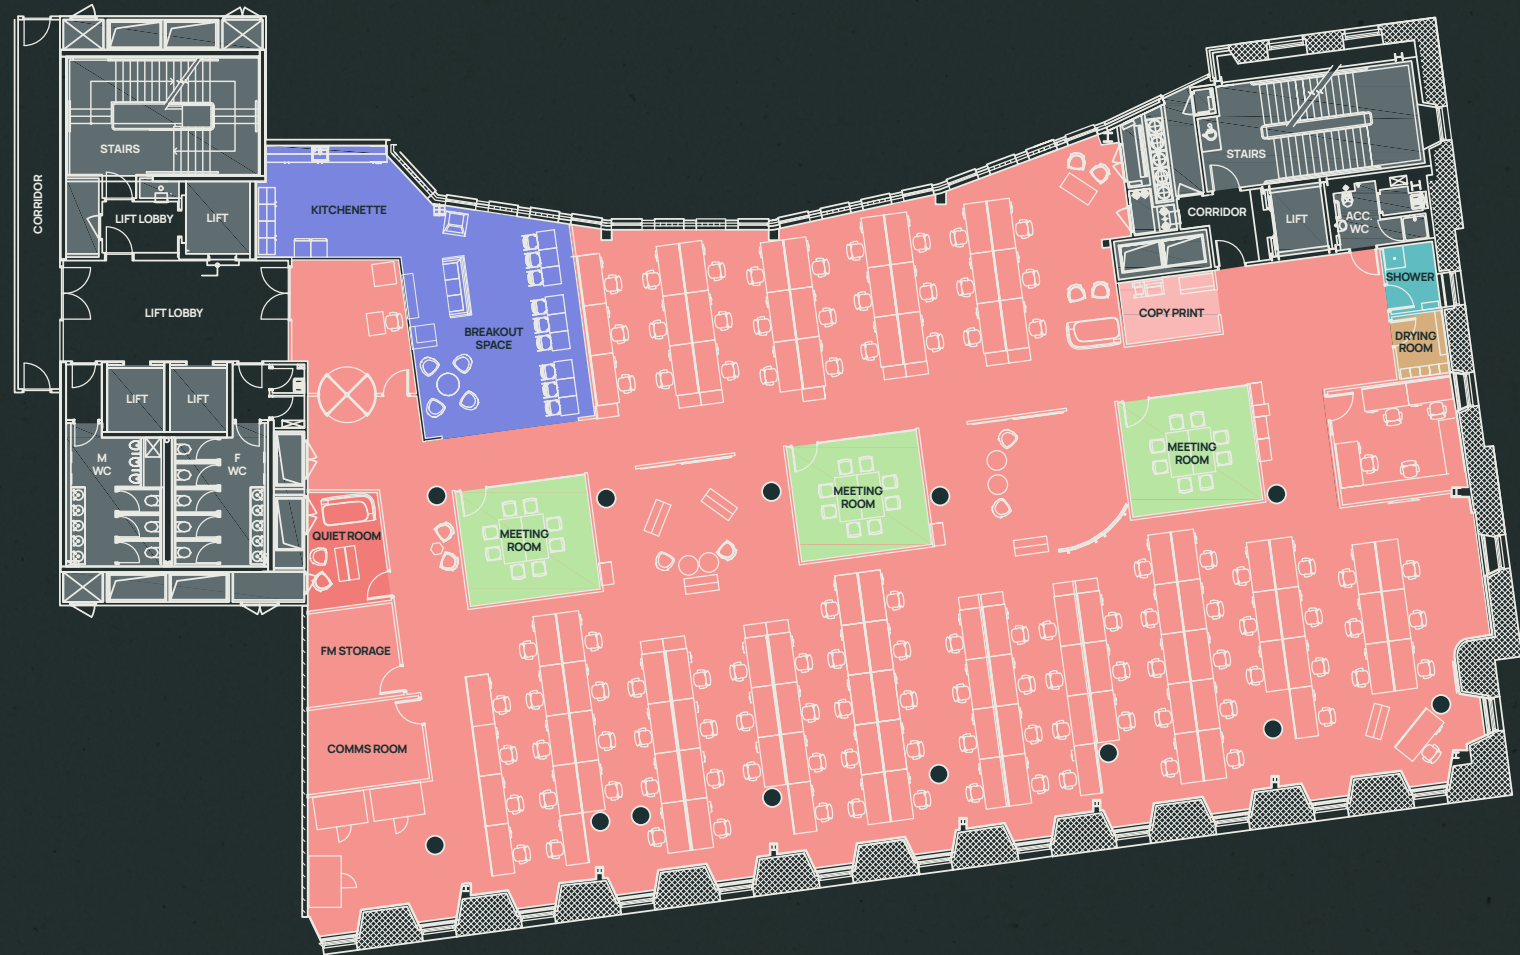 STAIRS
CORRIDOR
LIFT LOBBY
LIFT
KITCHENETTE
LIFT LOBBY
BREAKOUT
SPACE
STAIRS
CORRIDOR
LIFT
ACC.
WC
SHOWER
COPY PRINT
DRYING
ROOM
LIFT
LIFT
M
WC
F
WC
MEETING
ROOM
MEETING
ROOM
MEETING
ROOM
QUIET ROOM
FM STORAGE
COMMS ROOM